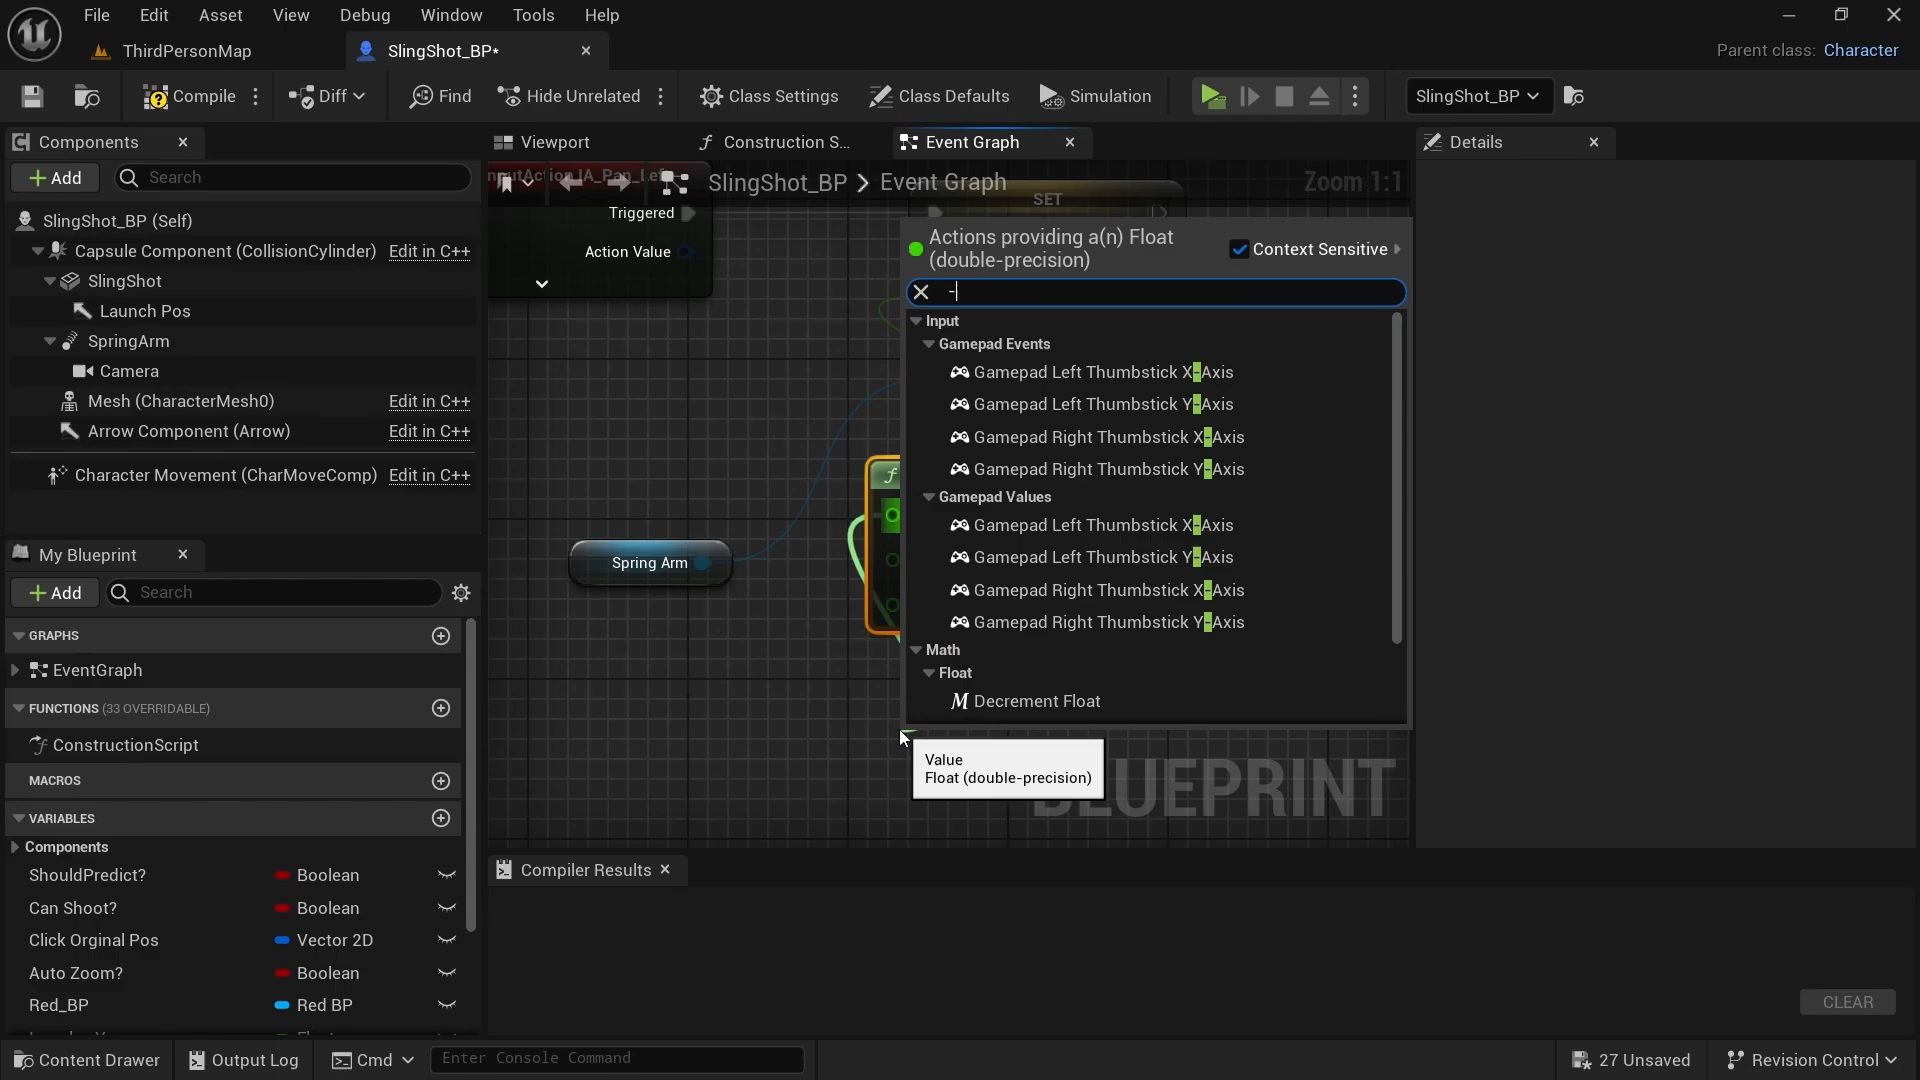 File Edit Asset View Debug Window Tools Help
ThirdPersonMap
SlingShot_BP*
Parent class: Character
Compile
Diff
Find
Hide Unrelated
Class Settings
Class Defaults
Simulation
SlingShot_BP
Components
Add
Search
SlingShot_BP (Self)
Capsule Component (CollisionCylinder) Edit in C++
SlingShot
Launch Pos
SpringArm
Camera
Mesh (CharacterMesh0) Edit in C++
Arrow Component (Arrow) Edit in C++
Character Movement (CharMoveComp) Edit in C++
My Blueprint
Add
Search
GRAPHS
EventGraph
FUNCTIONS (33 OVERRIDABLE)
ConstructionScript
MACROS
VARIABLES
Components
ShouldPredict? Boolean
Can Shoot? Boolean
Click Orginal Pos Vector 2D
Auto Zoom? Boolean
Red_BP Red BP
Viewport
Construction S...
Event Graph
SlingShot_BP > Event Graph
Zoom 1:1
SET
Triggered
Action Value
Spring Arm
Actions providing a(n) Float
(double-precision)
Context Sensitive
-
Input
Gamepad Events
Gamepad Left Thumbstick X-Axis
Gamepad Left Thumbstick Y-Axis
Gamepad Right Thumbstick X-Axis
Gamepad Right Thumbstick Y-Axis
Gamepad Values
Gamepad Left Thumbstick X-Axis
Gamepad Left Thumbstick Y-Axis
Gamepad Right Thumbstick X-Axis
Gamepad Right Thumbstick Y-Axis
Math
Float
Decrement Float
Value
Float (double-precision)
BLUEPRINT
Details
Compiler Results
CLEAR
Content Drawer
Output Log
Cmd
Enter Console Command
27 Unsaved
Revision Control